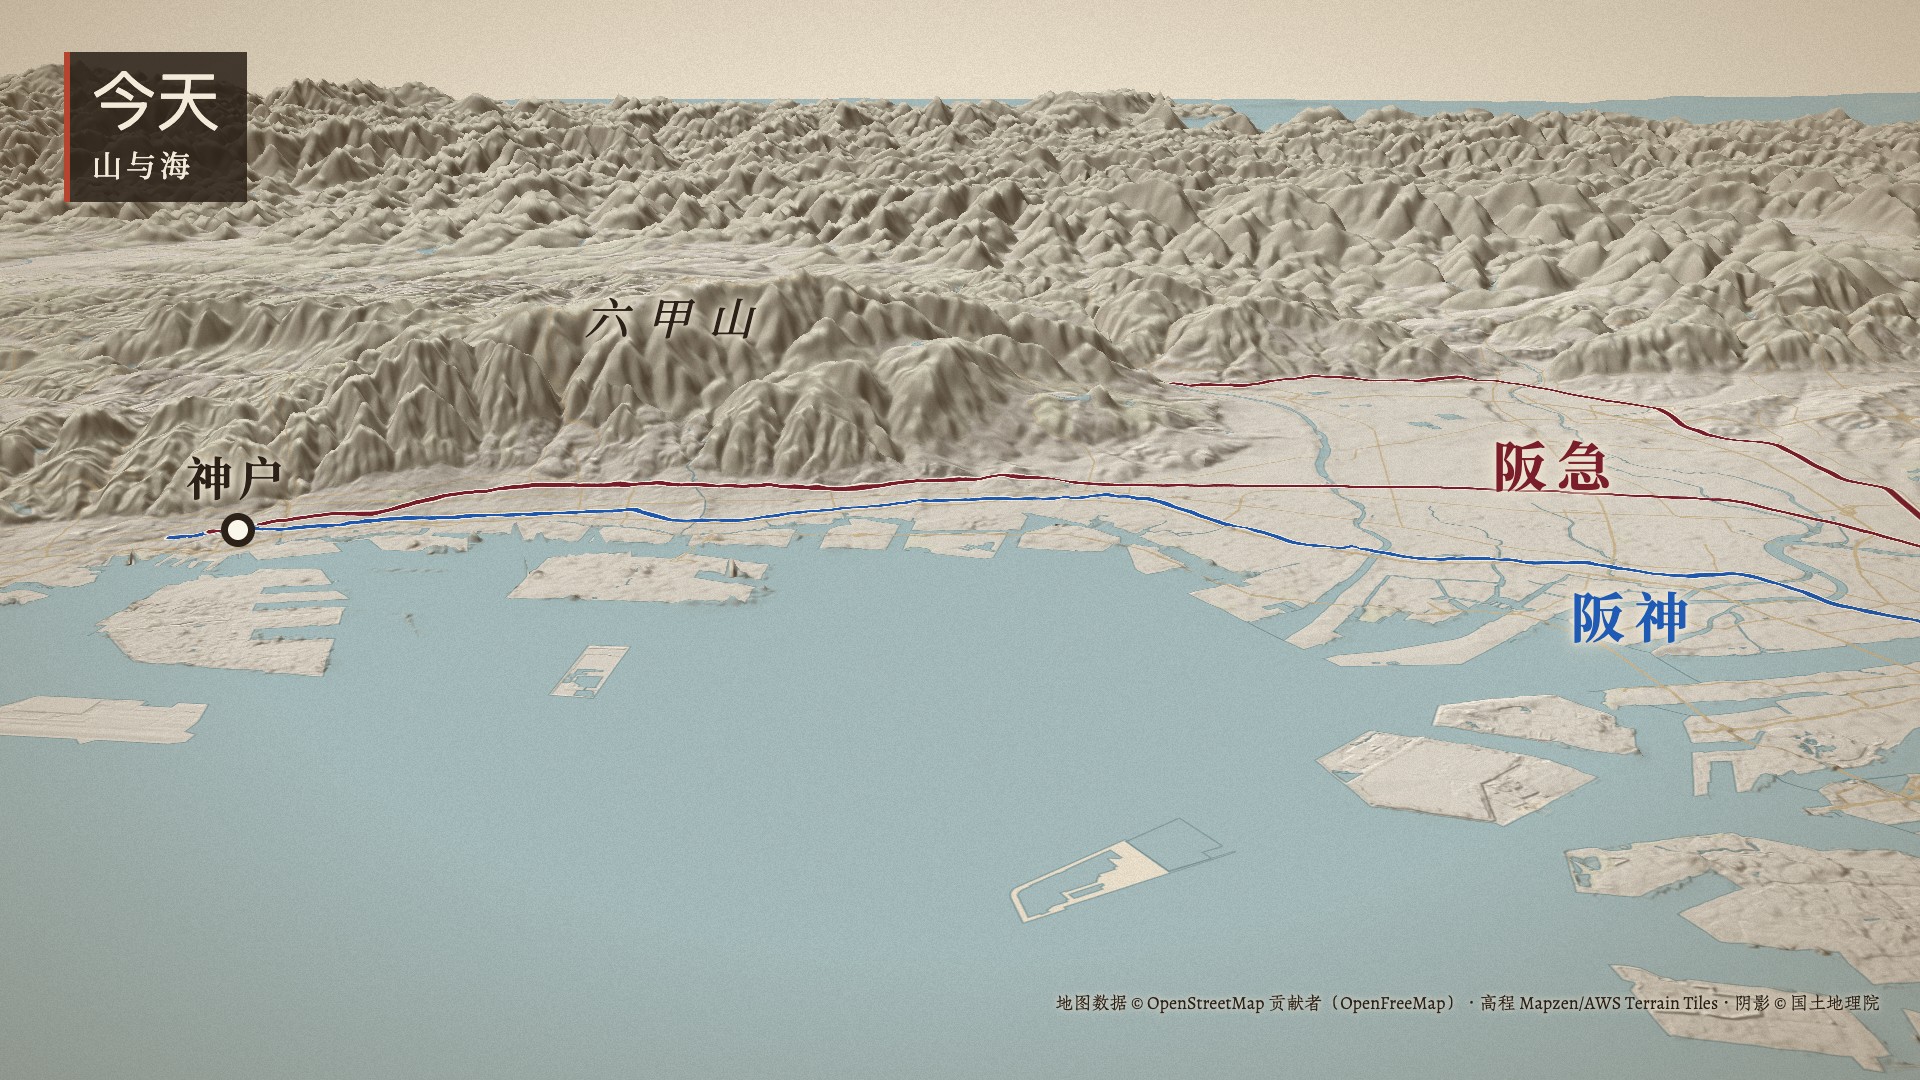 今天
山与海
六甲山
神户
阪急
阪神
地图数据 © OpenStreetMap 贡献者（OpenFreeMap）· 高程 Mapzen/AWS Terrain Tiles · 阴影 © 国土地理院